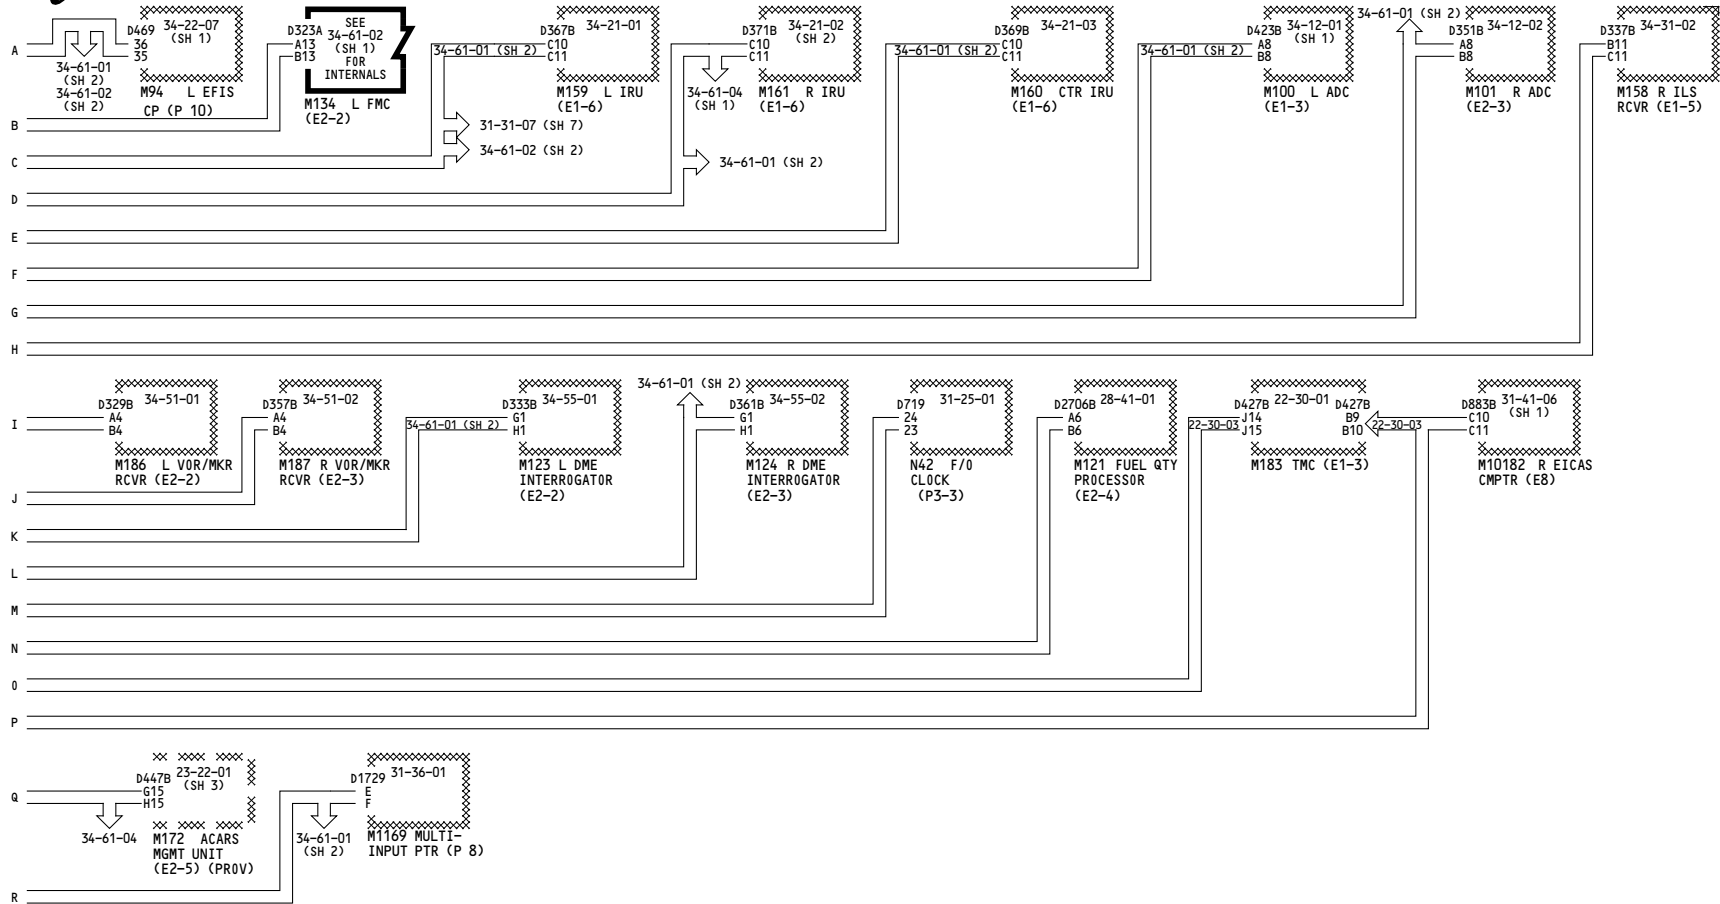 A
D469 34-22-07
(SH 1)
36
35
34-61-01
(SH 2)
34-61-02
(SH 2)
M94 L EFIS
CP (P 10)
D323A
A13
B13
SEE
34-61-02
(SH 1)
FOR
INTERNALS
M134 L FMC
(E2-2)
34-61-01 (SH 2)
D367B 34-21-01
C10
C11
M159 L IRU
(E1-6)
31-31-07 (SH 7)
34-61-02 (SH 2)
D371B 34-21-02
(SH 2)
C10
C11
34-61-04
(SH 1)
M161 R IRU
(E1-6)
34-61-01 (SH 2)
34-61-01 (SH 2)
D369B 34-21-03
C10
C11
M160 CTR IRU
(E1-6)
34-61-01 (SH 2)
D423B 34-12-01
(SH 1)
A8
B8
M100 L ADC
(E1-3)
34-61-01 (SH 2)
D351B 34-12-02
A8
B8
M101 R ADC
(E2-3)
D337B 34-31-02
B11
C11
M158 R ILS
RCVR (E1-5)
B
C
D
E
F
G
H
I
D329B 34-51-01
A4
B4
M186 L VOR/MKR
RCVR (E2-2)
D357B 34-51-02
A4
B4
M187 R VOR/MKR
RCVR (E2-3)
34-61-01 (SH 2)
D333B 34-55-01
G1
H1
M123 L DME
INTERROGATOR
(E2-2)
34-61-01 (SH 2)
D361B 34-55-02
G1
H1
M124 R DME
INTERROGATOR
(E2-3)
D719 31-25-01
24
23
N42 F/O
CLOCK
(P3-3)
D2706B 28-41-01
A6
B6
M121 FUEL QTY
PROCESSOR
(E2-4)
22-30-03
D427B 22-30-01 D427B
J14 B9
J15 B10
22-30-03
M183 TMC (E1-3)
D883B 31-41-06
(SH 1)
C10
C11
M10182 R EICAS
CMPTR (E8)
J
K
L
M
N
O
P
Q
D447B 23-22-01
(SH 3)
G15
H15
34-61-04
M172 ACARS
MGMT UNIT
(E2-5) (PROV)
D1729 31-36-01
E
F
34-61-01
(SH 2)
M1169 MULTI-
INPUT PTR (P 8)
R